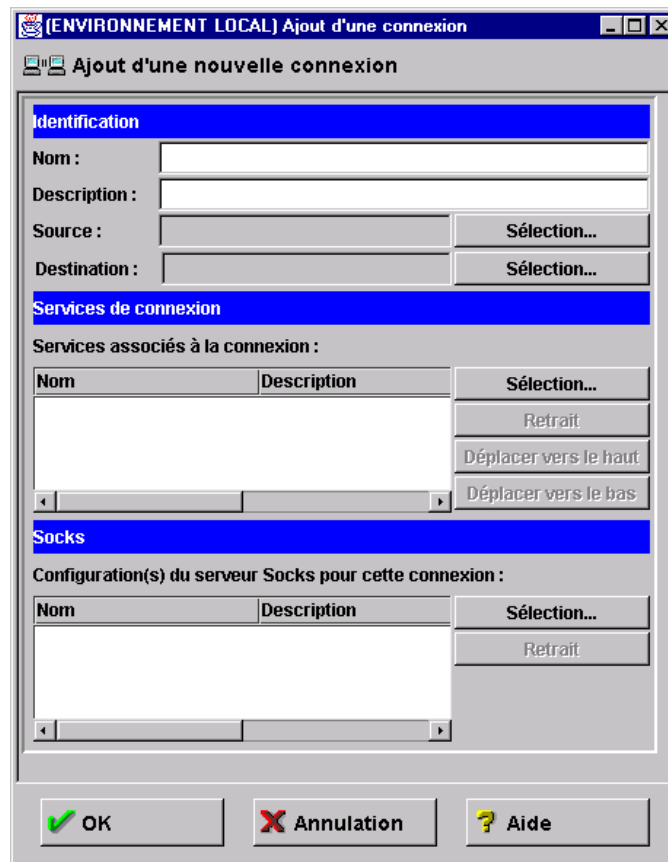 (ENVIRONNEMENT LOCAL) Ajout d'une connexion
Ajout d'une nouvelle connexion
Identification
Nom :
Description :
Source :
Sélection...
Destination :
Sélection...
Services de connexion
Services associés à la connexion :
Nom Description
Sélection...
Retrait
Déplacer vers le haut
Déplacer vers le bas
Socks
Configuration(s) du serveur Socks pour cette connexion :
Nom Description
Sélection...
Retrait
OK Annulation Aide